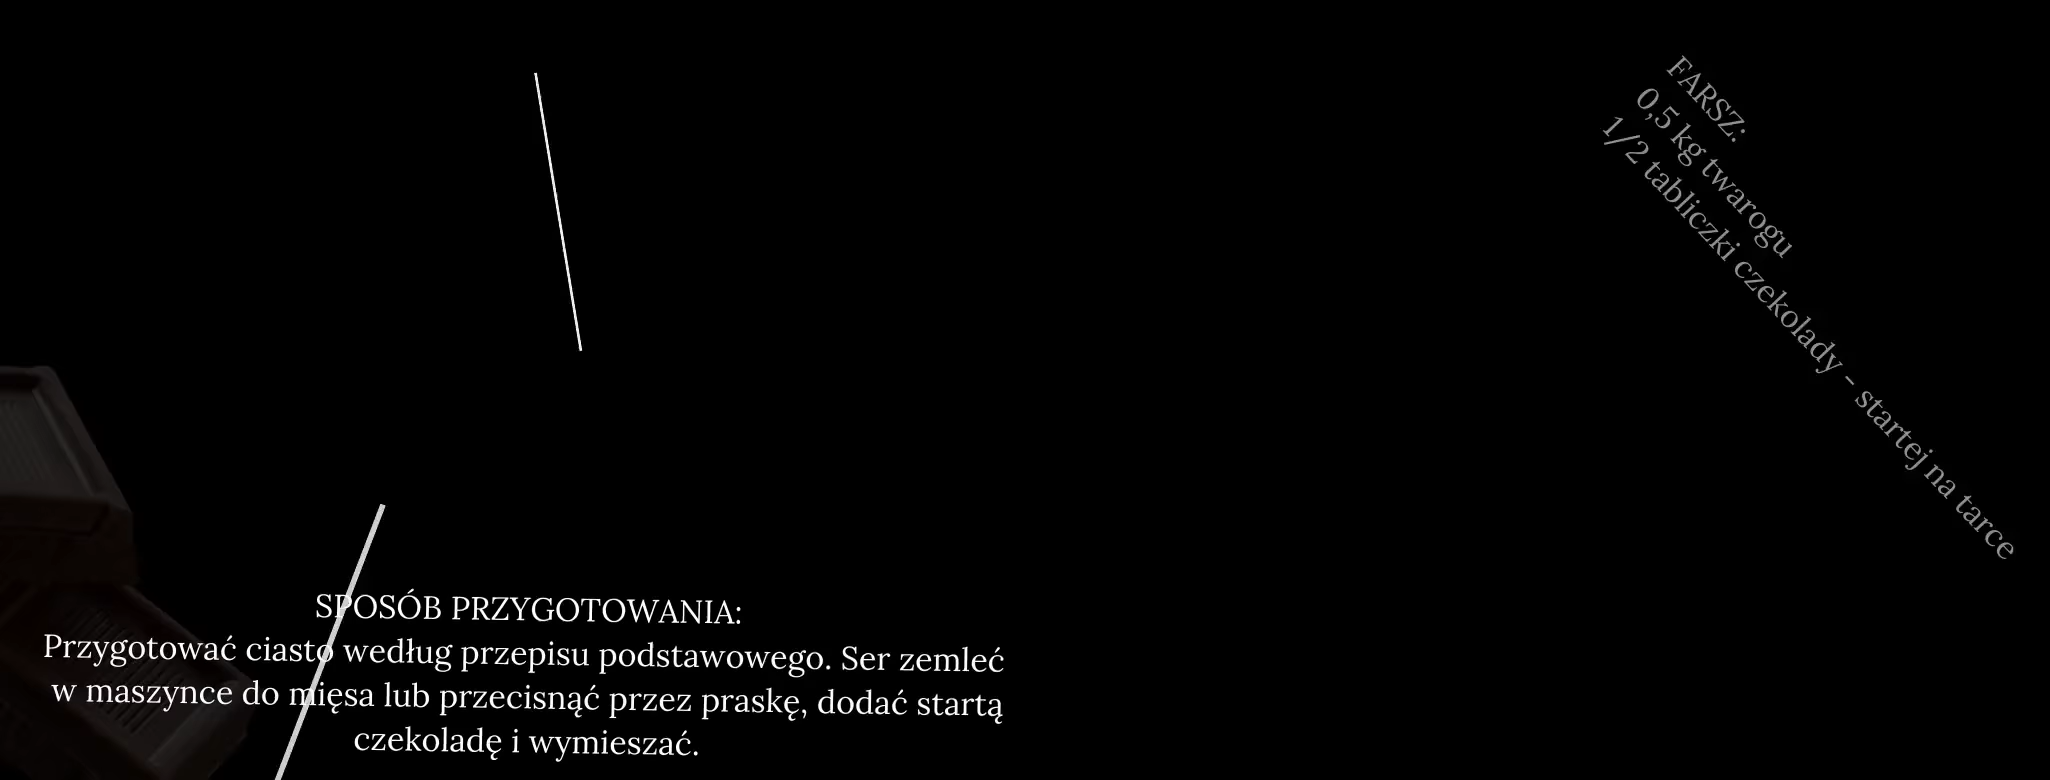 FARSZ:
0,5 kg twarogu
1/2 tabliczki czekolady - startej na tarce
SPOSÓB PRZYGOTOWANIA:
Przygotować ciasto według przepisu podstawowego. Ser zemleć
w maszynce do mięsa lub przecisnąć przez praskę, dodać startą
czekoladę i wymieszać.